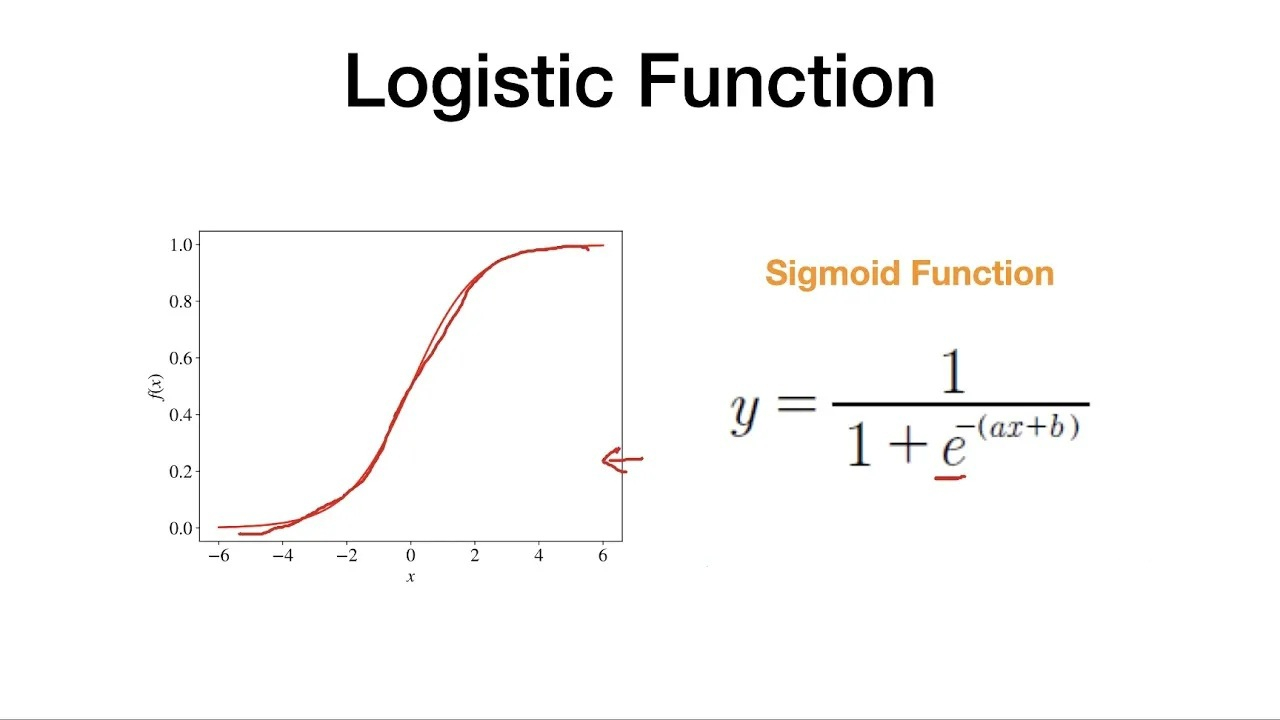 Logistic Function
1.0
0.8
0.6
0.4
0.2
0.0
f(x)
−6 −4 −2 0 2 4 6
x
Sigmoid Function
y = 1 / (1 + e^−(ax+b))